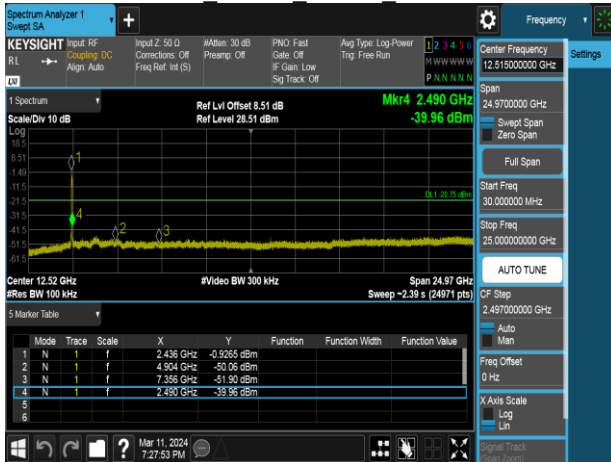 Spectrum Analyzer 1
Swept SA
+
Frequency
KEYSIGHT Input: RF Input Z: 50 Ω #Atten: 30 dB PNO: Fast Avg Type: Log-Power 1 2 3 4 5 6
RL Coupling: DC Corrections: Off Preamp: Off Gate: Off Trig: Free Run M W W W W W
Align: Auto Freq Ref: Int (S) IF Gain: Low P N N N N N
Sig Track: Off
LXI
1 Spectrum
Scale/Div 10 dB
Ref Lvl Offset 8.51 dB
Ref Level 28.51 dBm
Mkr4 2.490 GHz
-39.96 dBm
Log
18.5
8.51
-1.49
-11.5
-21.5
-31.5
-41.5
-51.5
-61.5
1
4
2
3
DL1 -20.75 dBm
Center 12.52 GHz #Video BW 300 kHz Span 24.97 GHz
#Res BW 100 kHz Sweep ~2.39 s (24971 pts)
5 Marker Table
Mode Trace Scale X Y Function Function Width Function Value
1 N 1 f 2.436 GHz -0.9265 dBm
2 N 1 f 4.904 GHz -50.06 dBm
3 N 1 f 7.356 GHz -51.90 dBm
4 N 1 f 2.490 GHz -39.96 dBm
5
6
?
Mar 11, 2024
7:27:53 PM
Center Frequency
12.515000000 GHz
Span
24.9700000 GHz
Swept Span
Zero Span
Full Span
Start Freq
30.000000 MHz
Stop Freq
25.000000000 GHz
AUTO TUNE
CF Step
2.497000000 GHz
Auto
Man
Freq Offset
0 Hz
X Axis Scale
Log
Lin
Signal Track
(Span Zoom)
Settings